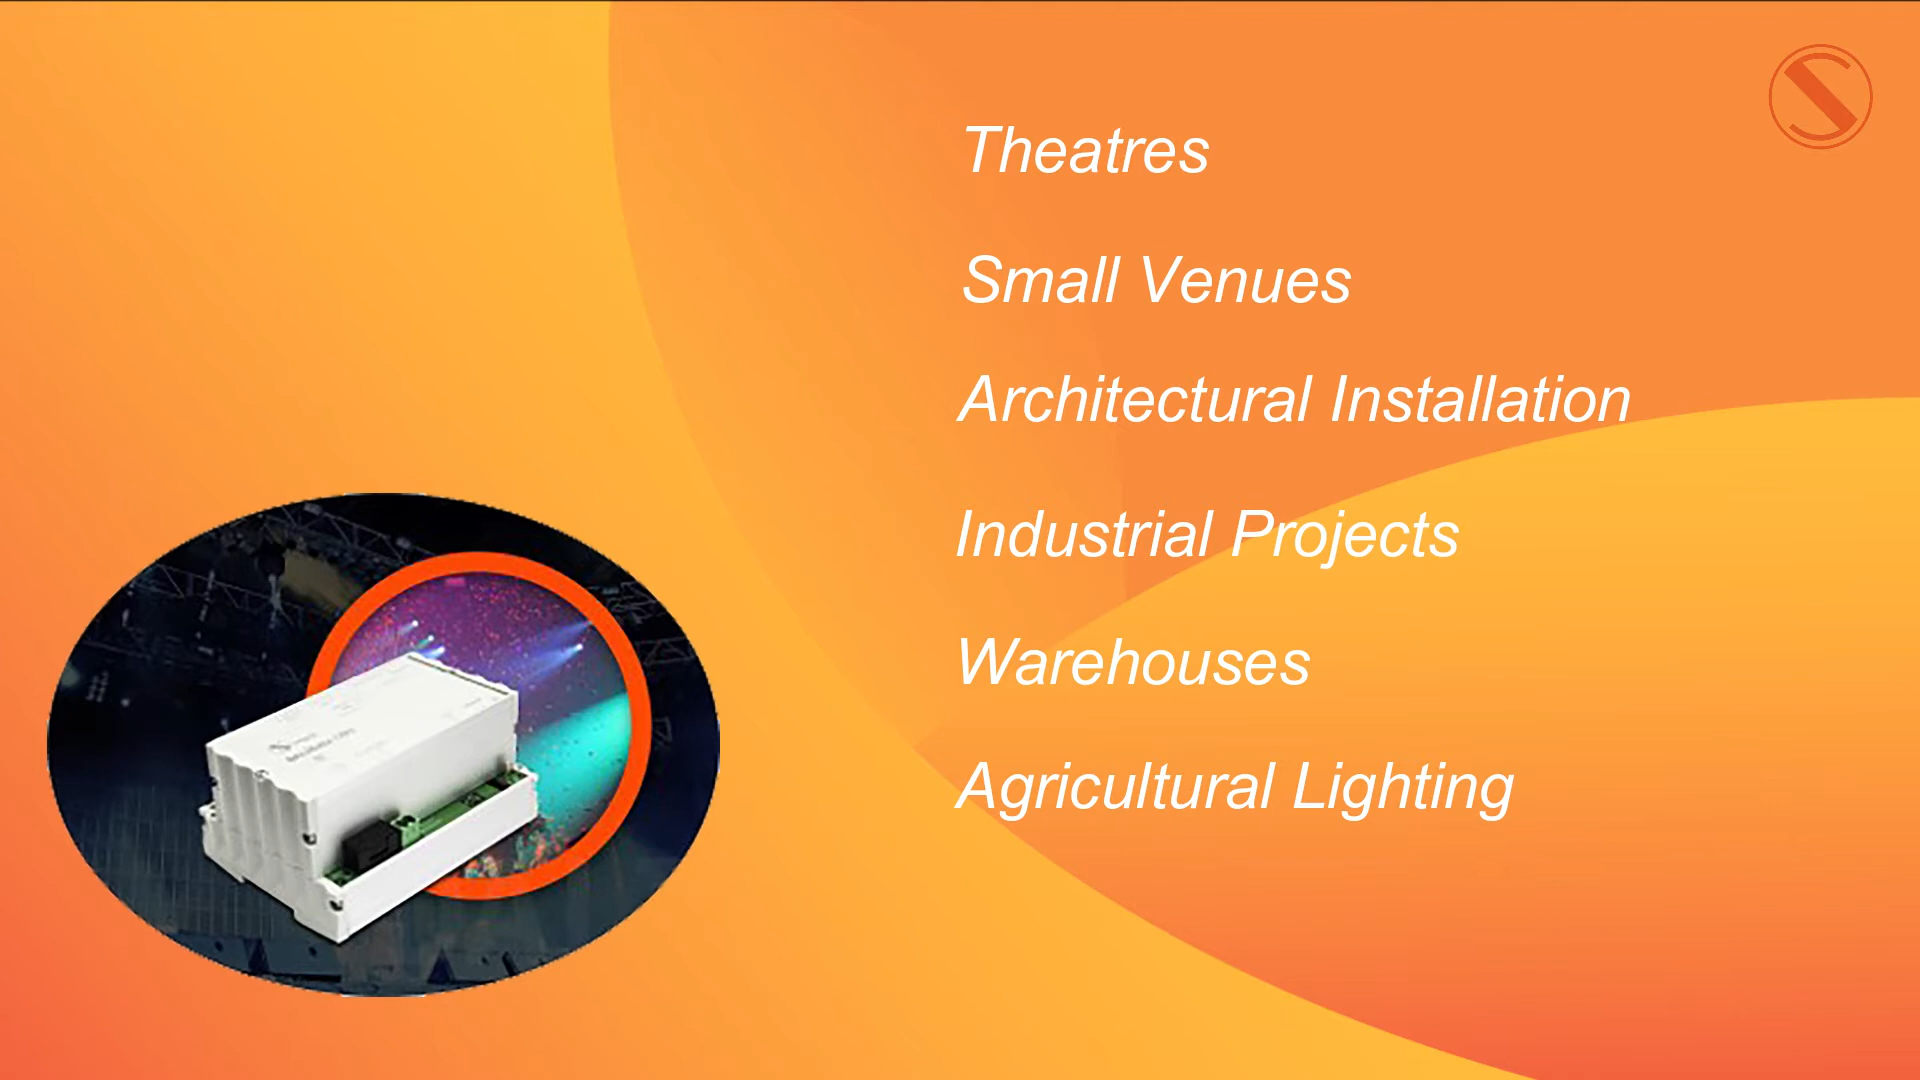 Theatres
Small Venues
Architectural Installation
Industrial Projects
Warehouses
Agricultural Lighting